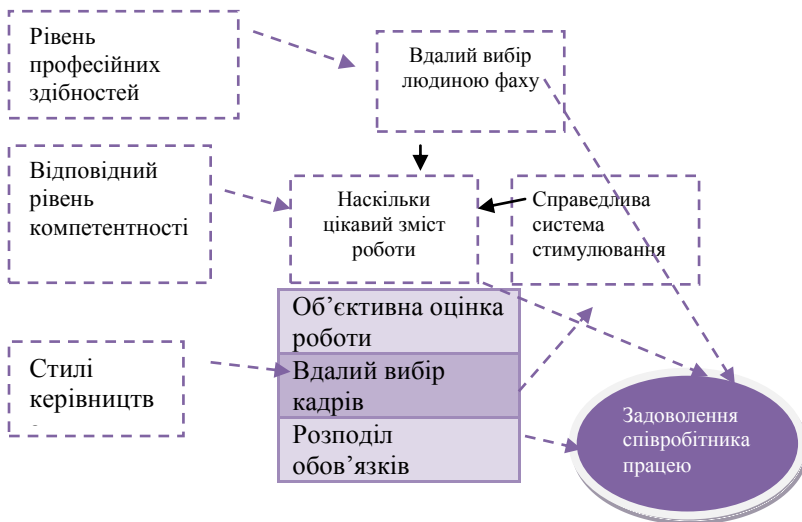 Рівень
професійних
здібностей
Вдалий вибір
людиною фаху
Відповідний
рівень
компетентності
Наскільки
цікавий зміст
роботи
Справедлива
система
стимулювання
Об’єктивна оцінка
роботи
Вдалий вибір
кадрів
Розподіл
обов’язків
Стилі
керівництв
Задоволення
співробітника
працею